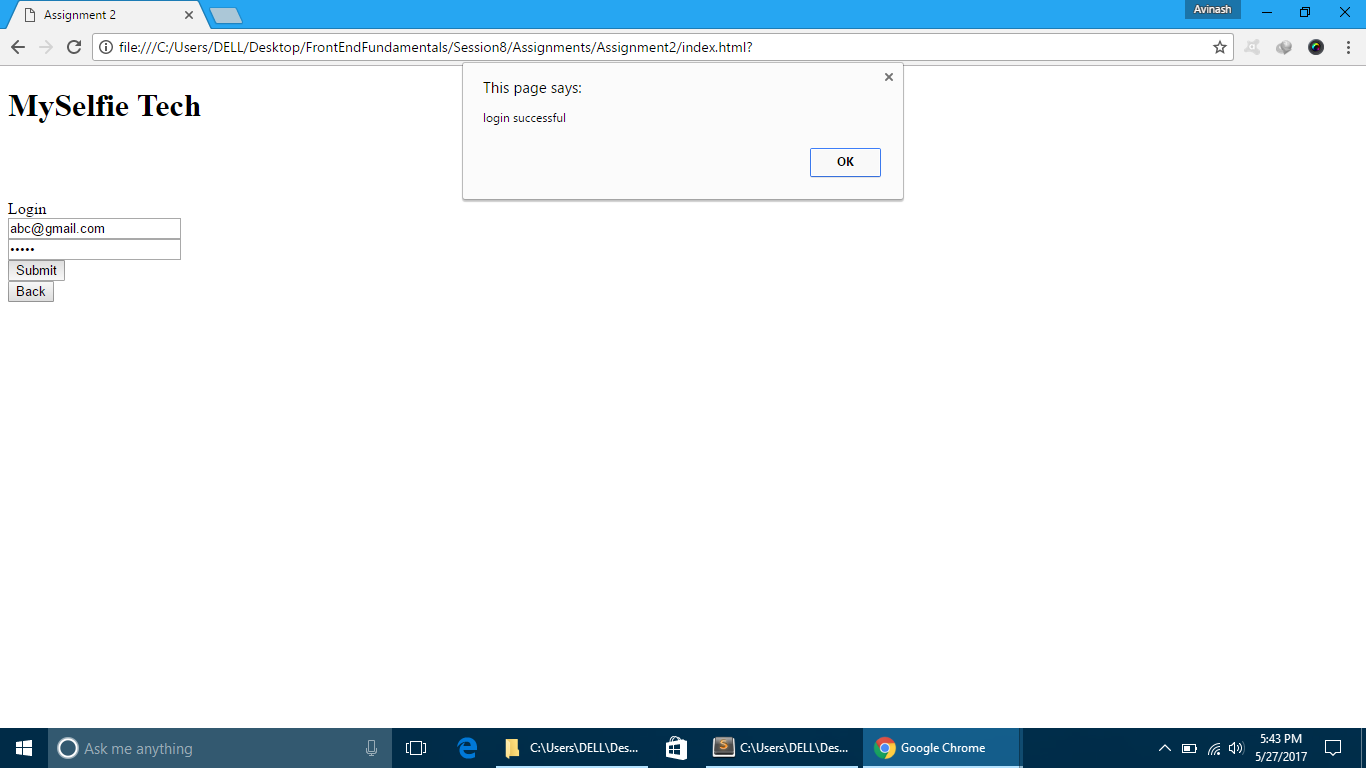 Assignment 2
Avinash
file:///C:/Users/DELL/Desktop/FrontEndFundamentals/Session8/Assignments/Assignment2/index.html?
This page says:
login successful
OK
MySelfie Tech
Login
abc@gmail.com
•••••
Submit
Back
Ask me anything
C:\Users\DELL\Des...
C:\Users\DELL\Des...
Google Chrome
5:43 PM
5/27/2017